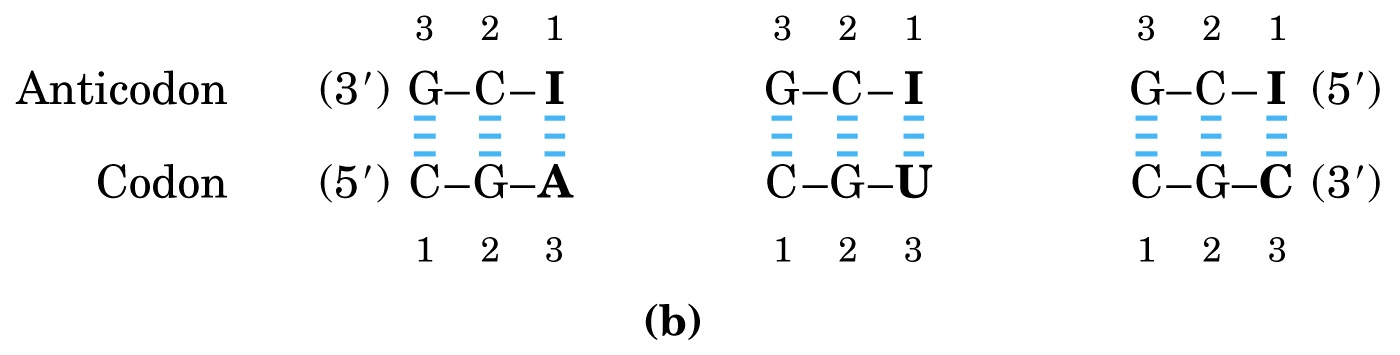 3 2 1 3 2 1 3 2 1
Anticodon (3′) G–C–I G–C–I G–C–I (5′)
Codon (5′) C–G–A C–G–U C–G–C (3′)
1 2 3 1 2 3 1 2 3
(b)